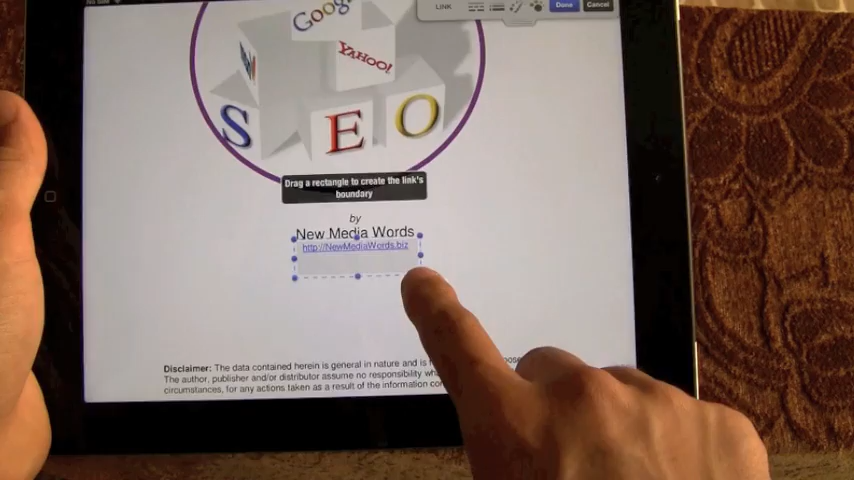 LINK
Done
Cancel
Google
YAHOO!
SEO
Drag a rectangle to create the link's
boundary
by
New Media Words
http://NewMediaWords.biz
Disclaimer: The data contained herein is general in nature and is
The author, publisher and/or distributor assume no responsibility
circumstances, for any actions taken as a result of the information